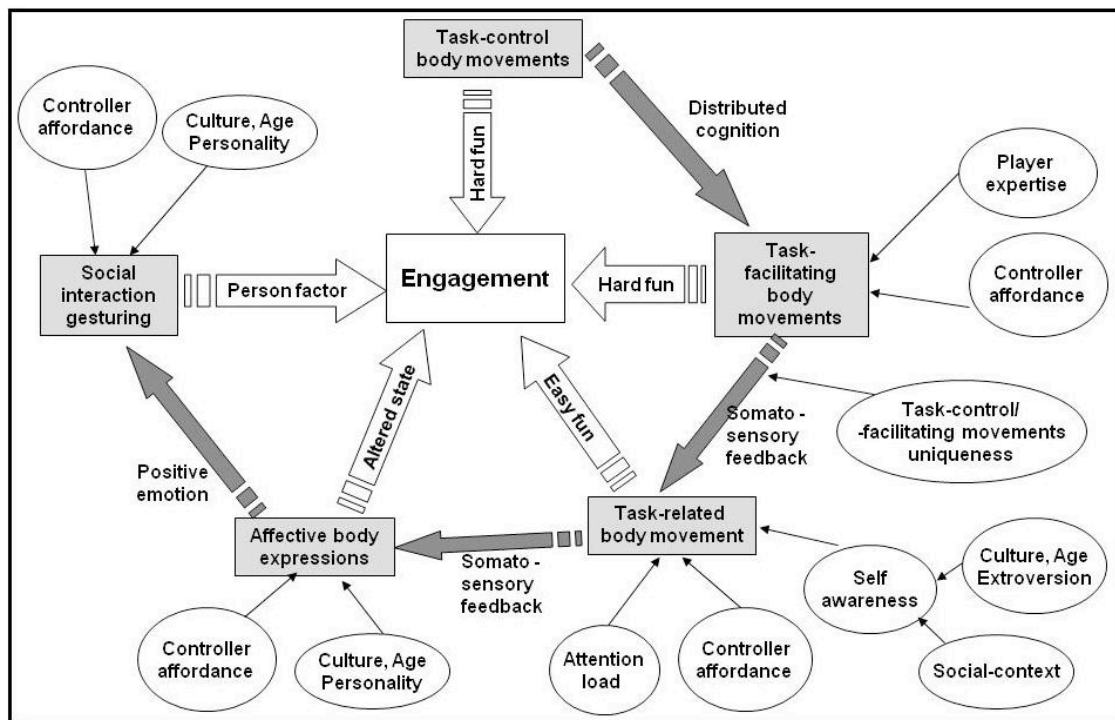 Task-control
body movements
Controller
affordance
Culture, Age
Personality
Hard fun
Distributed
cognition
Player
expertise
Social
interaction
gesturing
Person factor
Engagement
Hard fun
Task-
facilitating
body
movements
Controller
affordance
Altered state
Easy fun
Somato -
sensory
feedback
Task-control/
-facilitating movements
uniqueness
Positive
emotion
Affective body
expressions
Somato -
sensory
feedback
Task-related
body movement
Self
awareness
Culture, Age
Extroversion
Controller
affordance
Culture, Age
Personality
Attention
load
Controller
affordance
Social-context